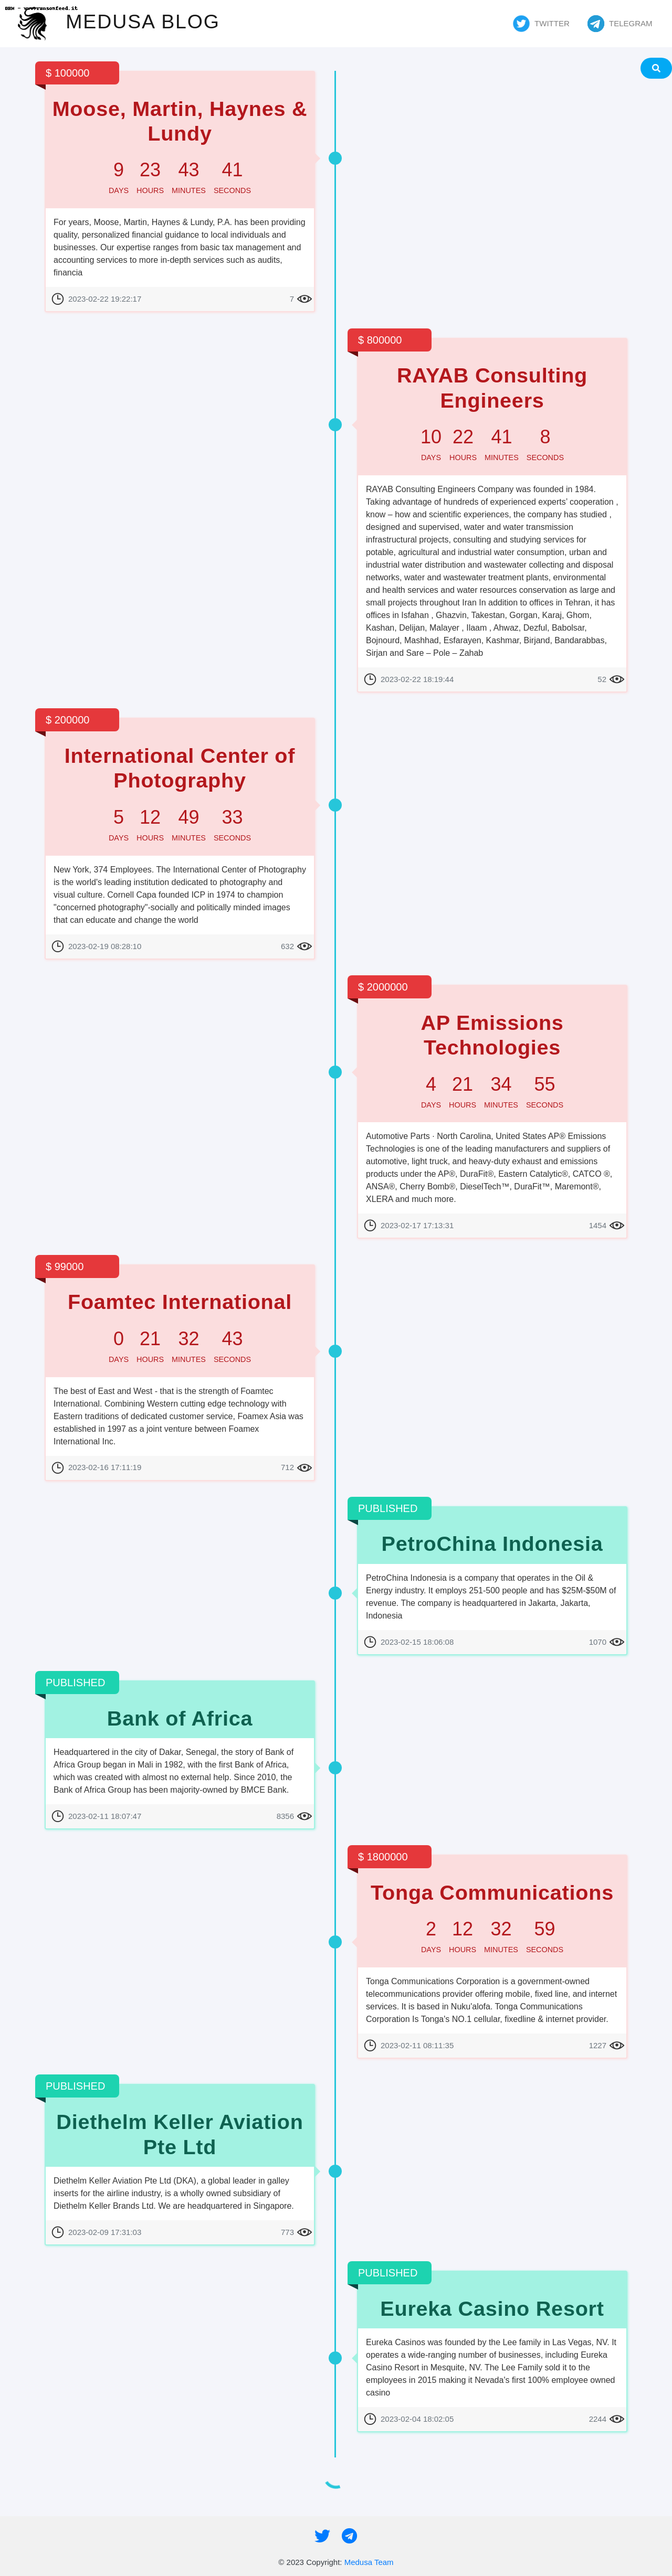 DRM - www.ransomfeed.it
MEDUSA BLOG
TWITTER
TELEGRAM
$ 100000
Moose, Martin, Haynes &
Lundy
9 23 43 41
DAYS HOURS MINUTES SECONDS
For years, Moose, Martin, Haynes & Lundy, P.A. has been providing
quality, personalized financial guidance to local individuals and
businesses. Our expertise ranges from basic tax management and
accounting services to more in-depth services such as audits,
financia
2023-02-22 19:22:17 7
$ 800000
RAYAB Consulting
Engineers
10 22 41 8
DAYS HOURS MINUTES SECONDS
RAYAB Consulting Engineers Company was founded in 1984.
Taking advantage of hundreds of experienced experts' cooperation ,
know – how and scientific experiences, the company has studied ,
designed and supervised, water and water transmission
infrastructural projects, consulting and studying services for
potable, agricultural and industrial water consumption, urban and
industrial water distribution and wastewater collecting and disposal
networks, water and wastewater treatment plants, environmental
and health services and water resources conservation as large and
small projects throughout Iran In addition to offices in Tehran, it has
offices in Isfahan , Ghazvin, Takestan, Gorgan, Karaj, Ghom,
Kashan, Delijan, Malayer , Ilaam , Ahwaz, Dezful, Babolsar,
Bojnourd, Mashhad, Esfarayen, Kashmar, Birjand, Bandarabbas,
Sirjan and Sare – Pole – Zahab
2023-02-22 18:19:44 52
$ 200000
International Center of
Photography
5 12 49 33
DAYS HOURS MINUTES SECONDS
New York, 374 Employees. The International Center of Photography
is the world's leading institution dedicated to photography and
visual culture. Cornell Capa founded ICP in 1974 to champion
"concerned photography"-socially and politically minded images
that can educate and change the world
2023-02-19 08:28:10 632
$ 2000000
AP Emissions
Technologies
4 21 34 55
DAYS HOURS MINUTES SECONDS
Automotive Parts · North Carolina, United States AP® Emissions
Technologies is one of the leading manufacturers and suppliers of
automotive, light truck, and heavy-duty exhaust and emissions
products under the AP®, DuraFit®, Eastern Catalytic®, CATCO ®,
ANSA®, Cherry Bomb®, DieselTech™, DuraFit™, Maremont®,
XLERA and much more.
2023-02-17 17:13:31 1454
$ 99000
Foamtec International
0 21 32 43
DAYS HOURS MINUTES SECONDS
The best of East and West - that is the strength of Foamtec
International. Combining Western cutting edge technology with
Eastern traditions of dedicated customer service, Foamex Asia was
established in 1997 as a joint venture between Foamex
International Inc.
2023-02-16 17:11:19 712
PUBLISHED
PetroChina Indonesia
PetroChina Indonesia is a company that operates in the Oil &
Energy industry. It employs 251-500 people and has $25M-$50M of
revenue. The company is headquartered in Jakarta, Jakarta,
Indonesia
2023-02-15 18:06:08 1070
PUBLISHED
Bank of Africa
Headquartered in the city of Dakar, Senegal, the story of Bank of
Africa Group began in Mali in 1982, with the first Bank of Africa,
which was created with almost no external help. Since 2010, the
Bank of Africa Group has been majority-owned by BMCE Bank.
2023-02-11 18:07:47 8356
$ 1800000
Tonga Communications
2 12 32 59
DAYS HOURS MINUTES SECONDS
Tonga Communications Corporation is a government-owned
telecommunications provider offering mobile, fixed line, and internet
services. It is based in Nuku'alofa. Tonga Communications
Corporation Is Tonga's NO.1 cellular, fixedline & internet provider.
2023-02-11 08:11:35 1227
PUBLISHED
Diethelm Keller Aviation
Pte Ltd
Diethelm Keller Aviation Pte Ltd (DKA), a global leader in galley
inserts for the airline industry, is a wholly owned subsidiary of
Diethelm Keller Brands Ltd. We are headquartered in Singapore.
2023-02-09 17:31:03 773
PUBLISHED
Eureka Casino Resort
Eureka Casinos was founded by the Lee family in Las Vegas, NV. It
operates a wide-ranging number of businesses, including Eureka
Casino Resort in Mesquite, NV. The Lee Family sold it to the
employees in 2015 making it Nevada's first 100% employee owned
casino
2023-02-04 18:02:05 2244
© 2023 Copyright: Medusa Team